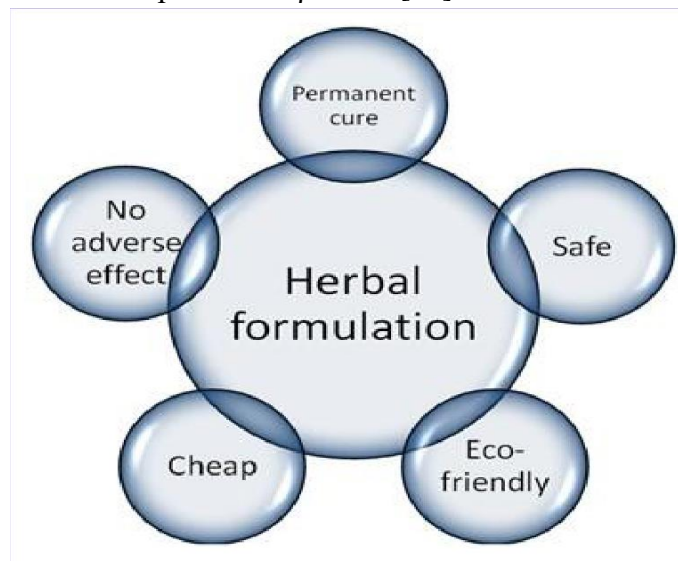 Permanent
cure
No
adverse
effect
Safe
Herbal
formulation
Cheap
Eco-
friendly